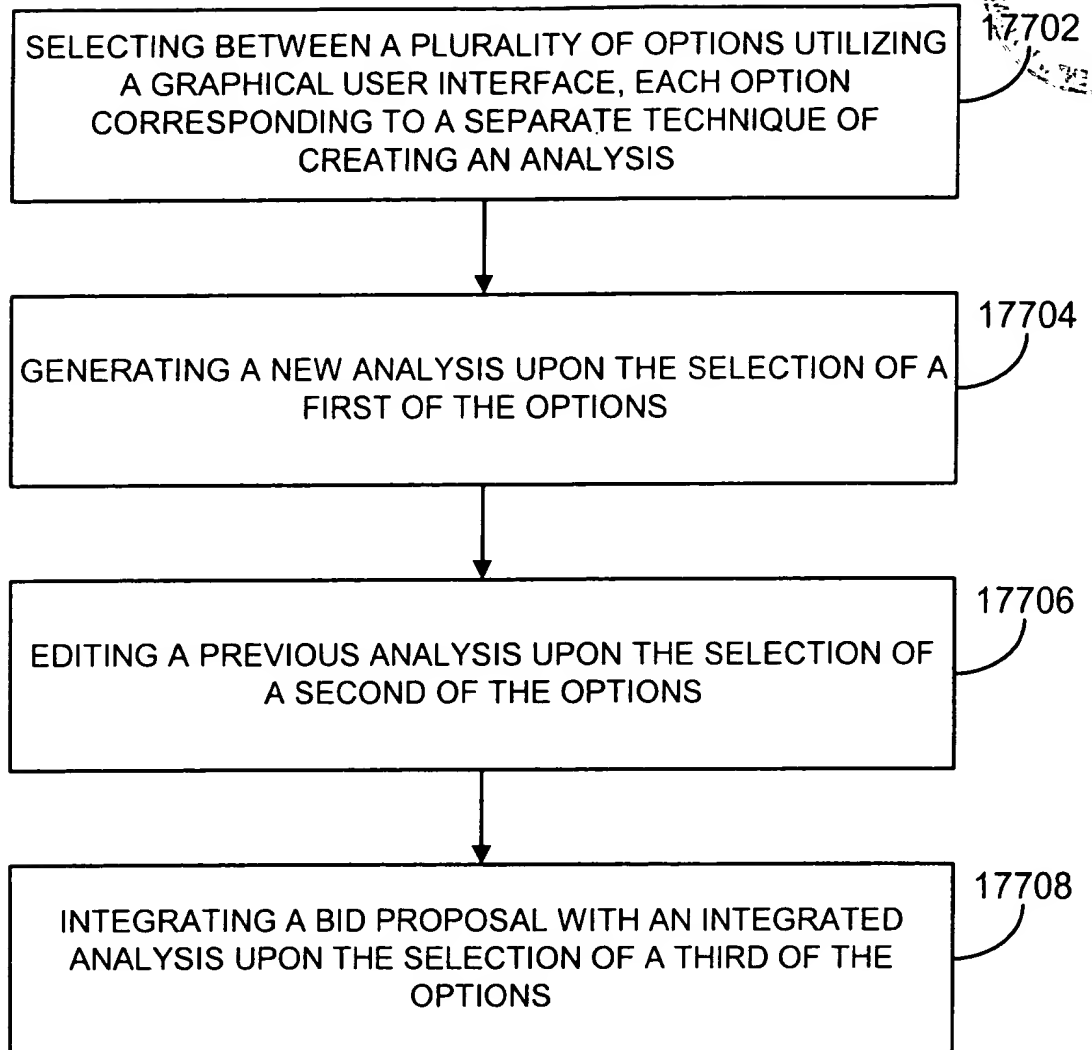 SELECTING BETWEEN A PLURALITY OF OPTIONS UTILIZING
A GRAPHICAL USER INTERFACE, EACH OPTION
CORRESPONDING TO A SEPARATE TECHNIQUE OF
CREATING AN ANALYSIS
17702
GENERATING A NEW ANALYSIS UPON THE SELECTION OF A
FIRST OF THE OPTIONS
17704
EDITING A PREVIOUS ANALYSIS UPON THE SELECTION OF
A SECOND OF THE OPTIONS
17706
INTEGRATING A BID PROPOSAL WITH AN INTEGRATED
ANALYSIS UPON THE SELECTION OF A THIRD OF THE
OPTIONS
17708